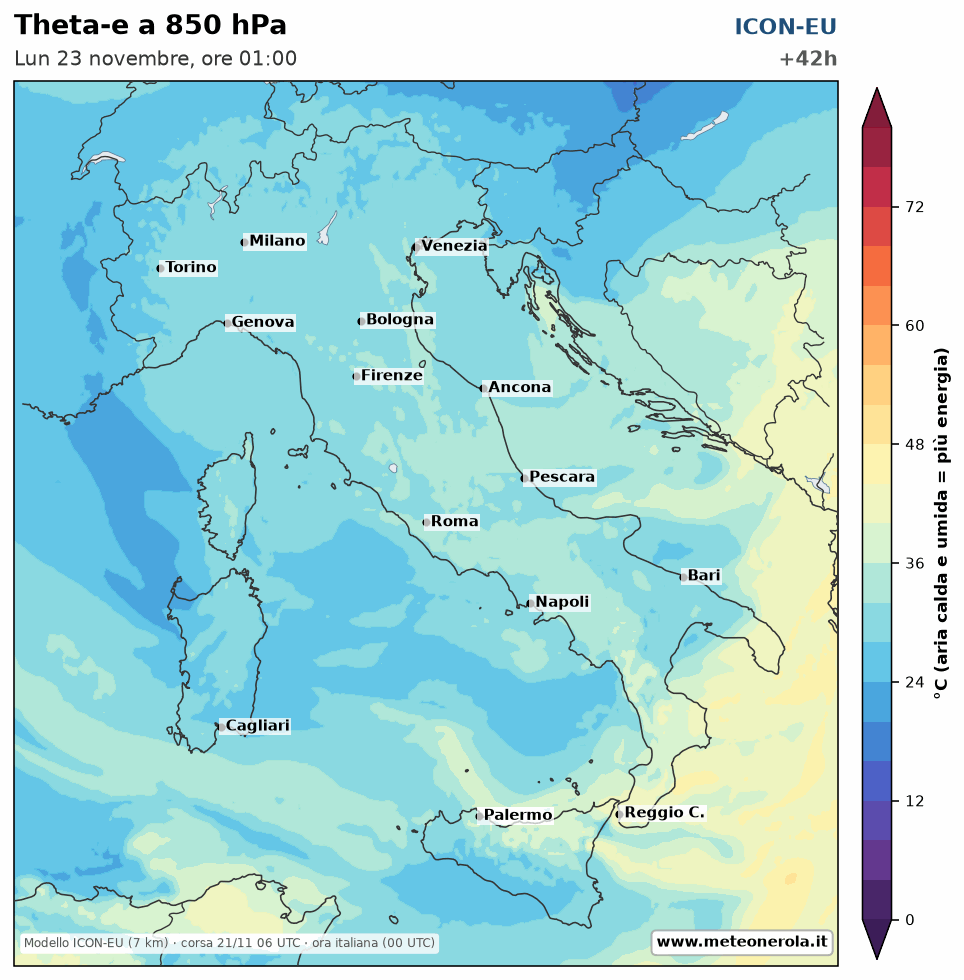 Theta-e a 850 hPa
ICON-EU
Lun 23 novembre, ore 01:00
+42h
Milano
Venezia
Torino
Genova
Bologna
Firenze
Ancona
Pescara
Roma
Bari
Napoli
Cagliari
Palermo
Reggio C.
72
60
48
36
24
12
0
°C (aria calda e umida = più energia)
Modello ICON-EU (7 km) · corsa 21/11 06 UTC · ora italiana (00 UTC)
www.meteonerola.it